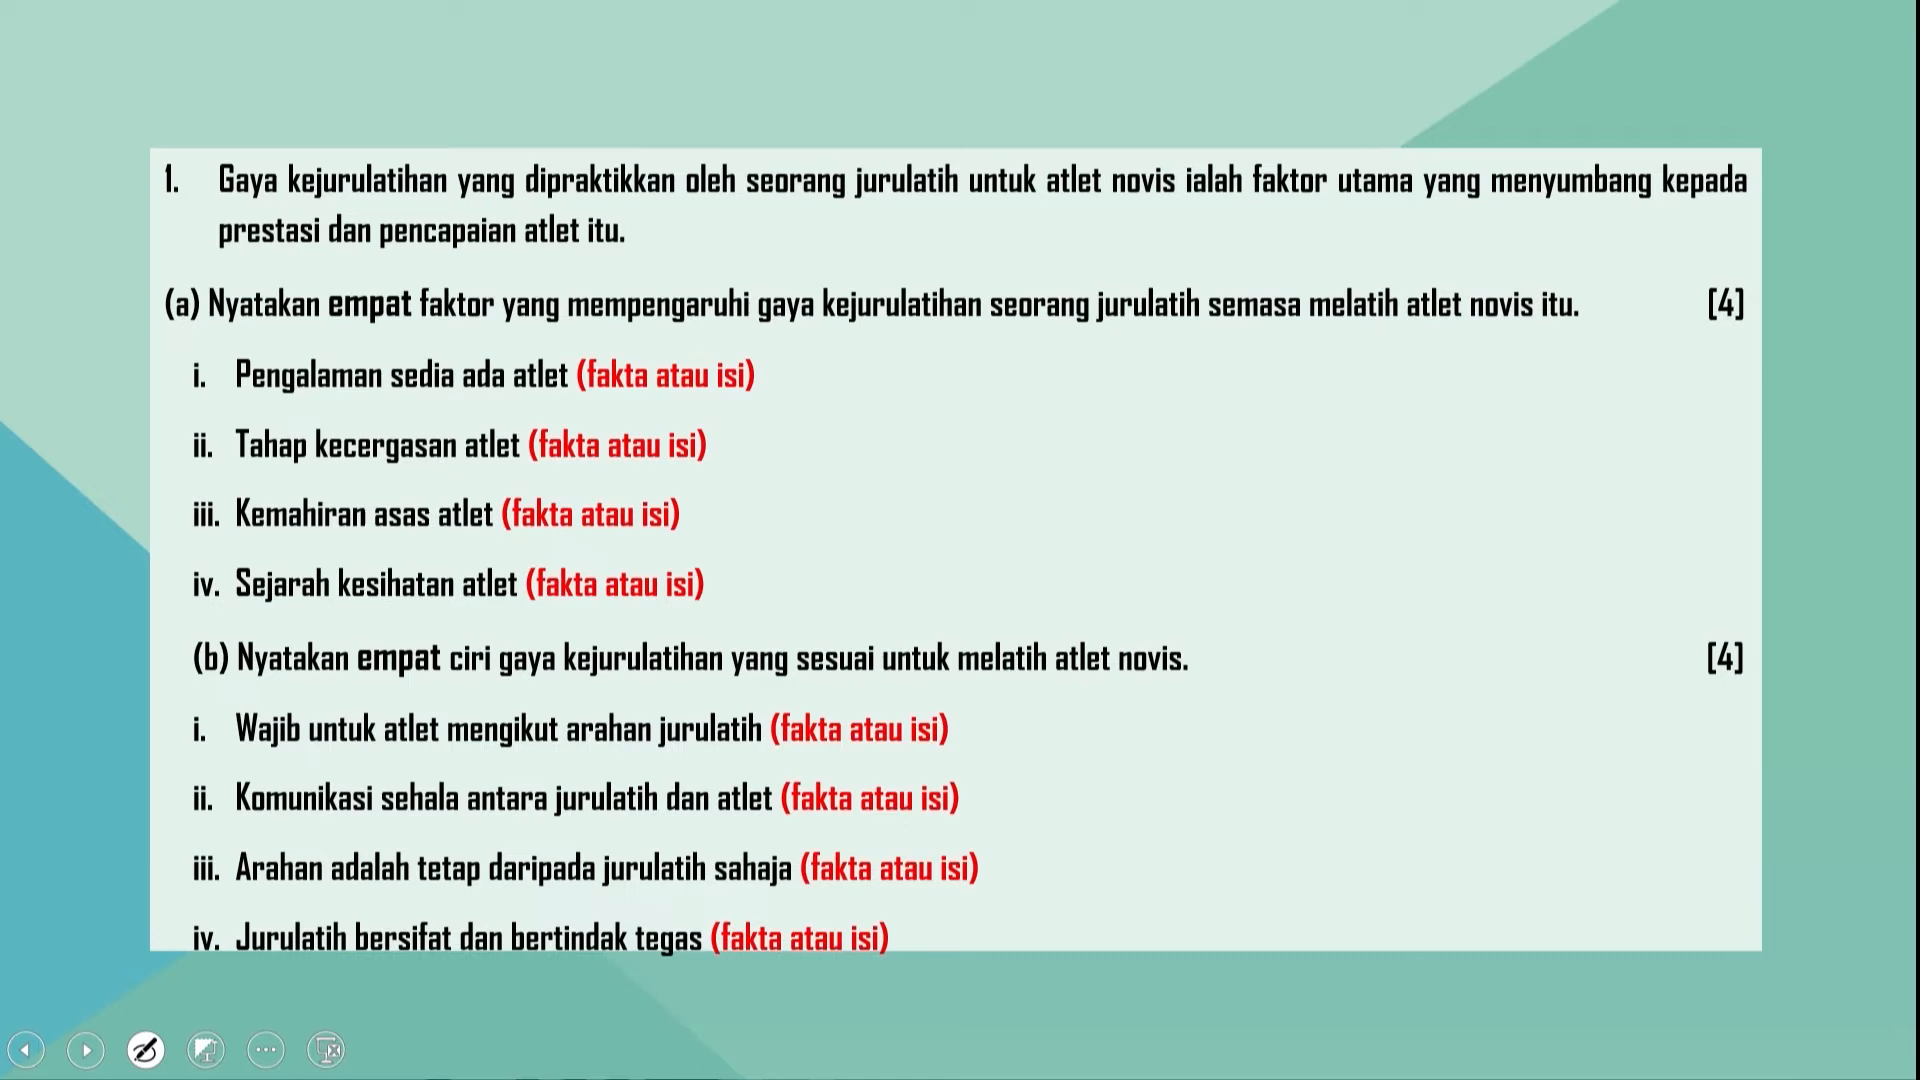 1. Gaya kejurulatihan yang dipraktikkan oleh seorang jurulatih untuk atlet novis ialah faktor utama yang menyumbang kepada
prestasi dan pencapaian atlet itu.
(a) Nyatakan empat faktor yang mempengaruhi gaya kejurulatihan seorang jurulatih semasa melatih atlet novis itu. [4]
i. Pengalaman sedia ada atlet (fakta atau isi)
ii. Tahap kecergasan atlet (fakta atau isi)
iii. Kemahiran asas atlet (fakta atau isi)
iv. Sejarah kesihatan atlet (fakta atau isi)
(b) Nyatakan empat ciri gaya kejurulatihan yang sesuai untuk melatih atlet novis. [4]
i. Wajib untuk atlet mengikut arahan jurulatih (fakta atau isi)
ii. Komunikasi sehala antara jurulatih dan atlet (fakta atau isi)
iii. Arahan adalah tetap daripada jurulatih sahaja (fakta atau isi)
iv. Jurulatih bersifat dan bertindak tegas (fakta atau isi)